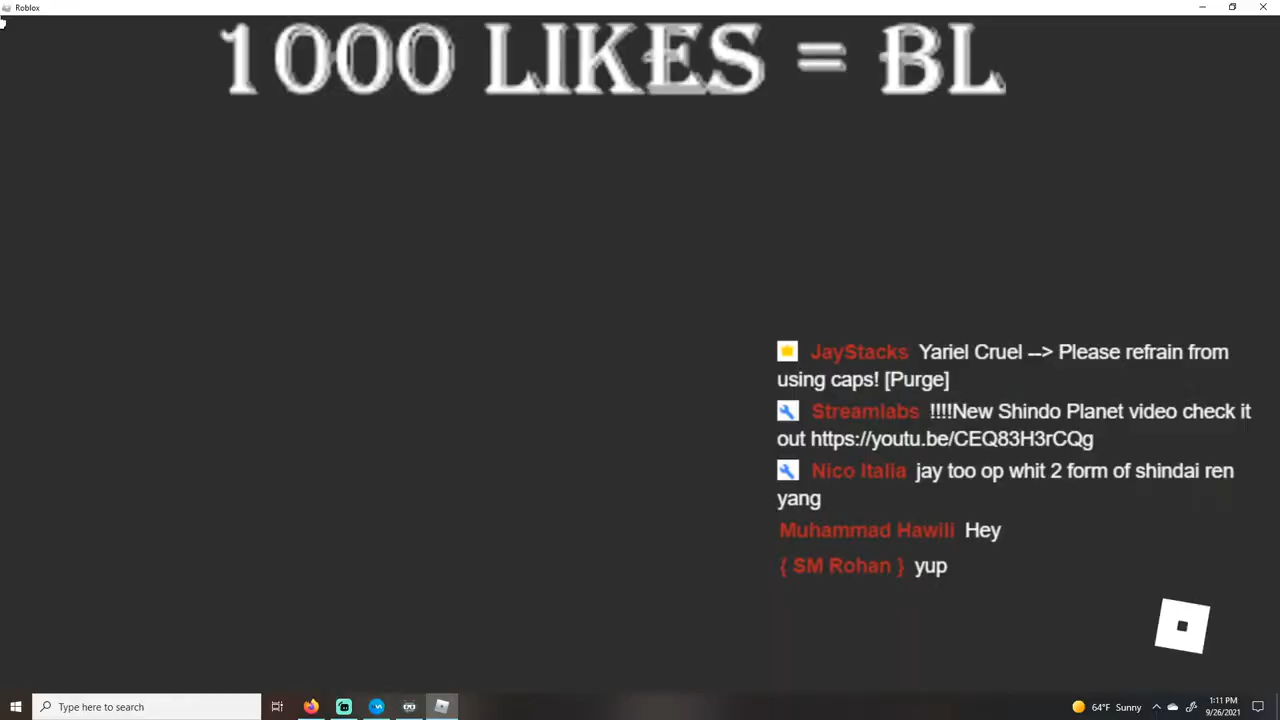 Roblox
1000 LIKES = BL
JayStacks Yariel Cruel --> Please refrain from
using caps! [Purge]
Streamlabs !!!!New Shindo Planet video check it
out https://youtu.be/CEQ83H3rCQg
Nico Italia jay too op whit 2 form of shindai ren
yang
Muhammad Hawili Hey
{ SM Rohan } yup
Type here to search
64°F Sunny
1:11 PM
9/26/2021